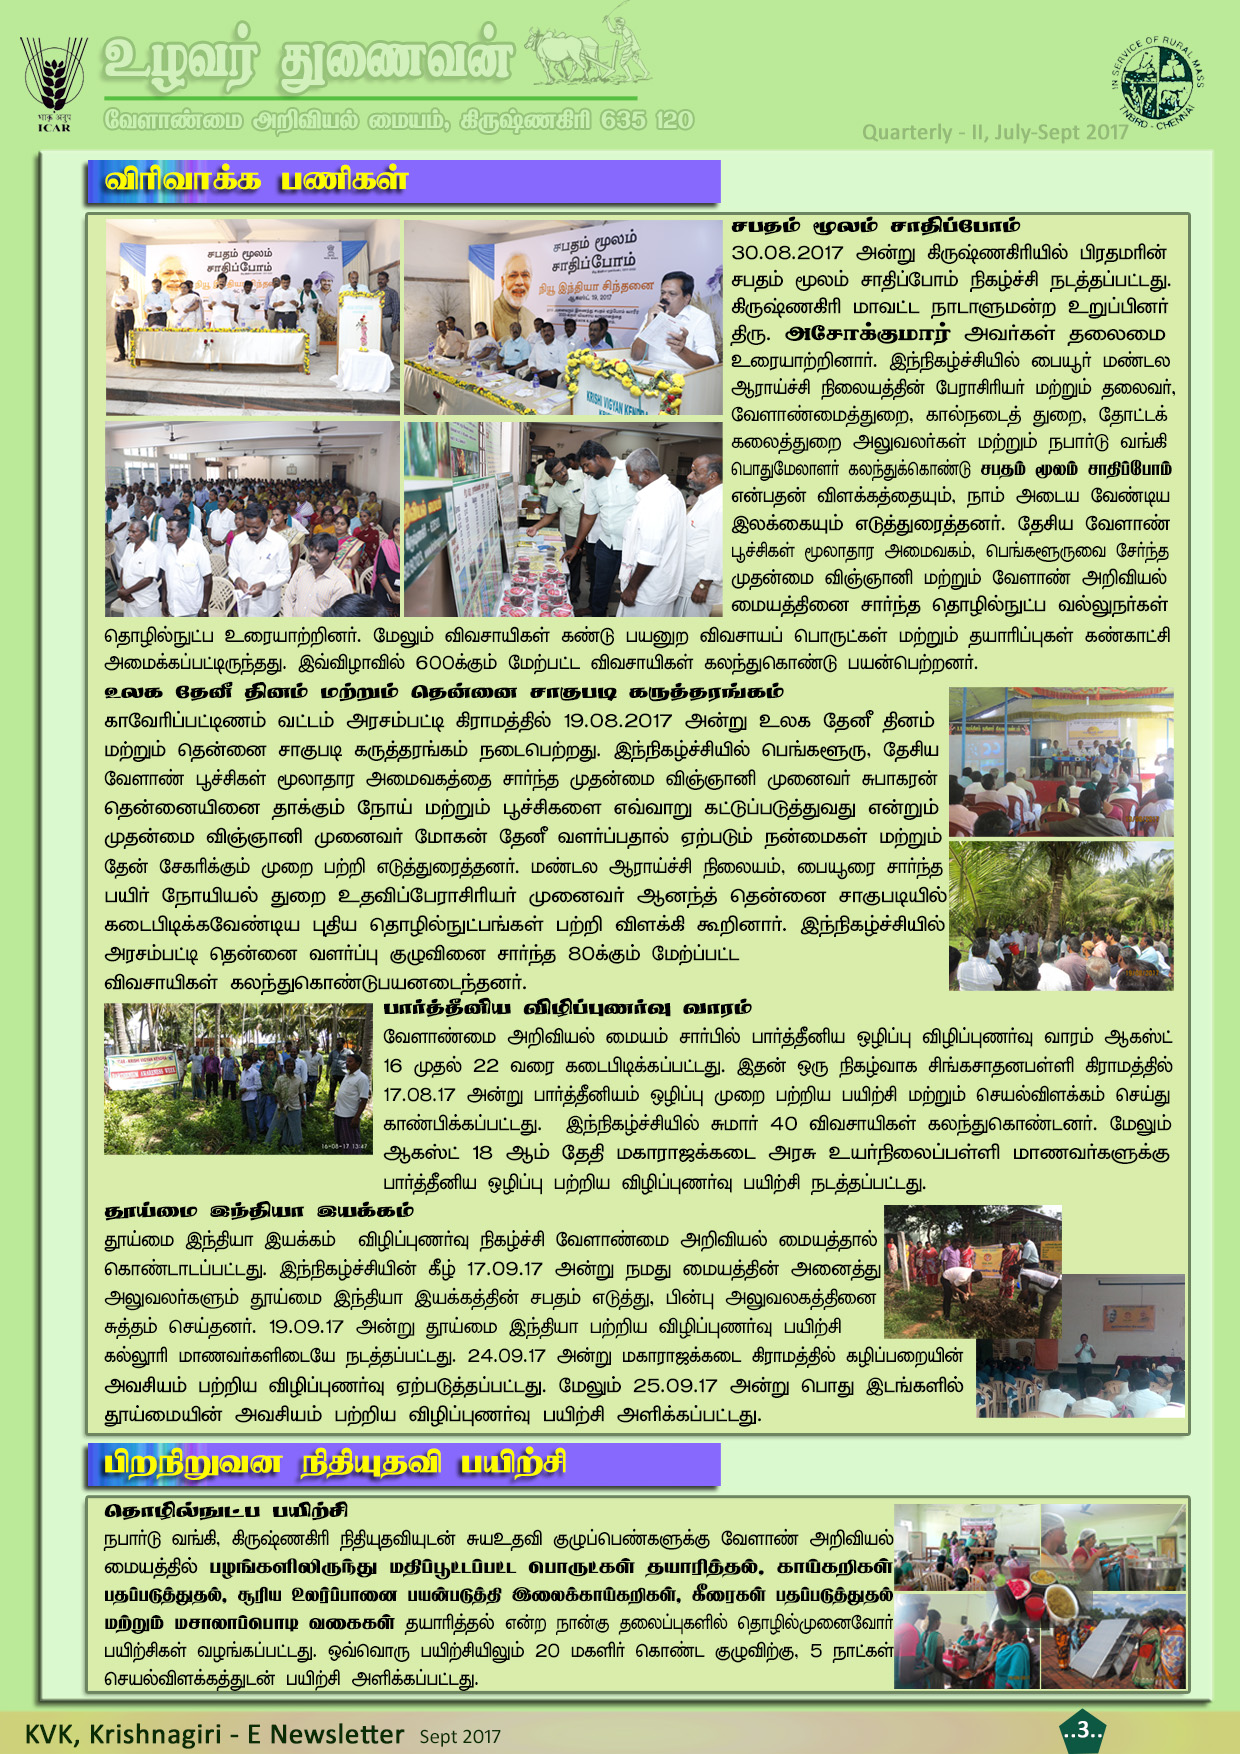 உழவர் துணைவன்
வேளாண்மை அறிவியல் மையம், கிருஷ்ணகிரி 635 120
ICAR
IN SERVICE OF RURAL MASS
TNBRD - CHENNAI
Quarterly - II, July-Sept 2017
விரிவாக்க பணிகள்
சபதம் மூலம் சாதிப்போம்
30.08.2017 அன்று கிருஷ்ணகிரியில் பிரதமரின்
சபதம் மூலம் சாதிப்போம் நிகழ்ச்சி நடத்தப்பட்டது.
கிருஷ்ணகிரி மாவட்ட நாடாளுமன்ற உறுப்பினர்
திரு. அசோக்குமார் அவர்கள் தலைமை
உரையாற்றினார். இந்நிகழ்ச்சியில் பையூர் மண்டல
ஆராய்ச்சி நிலையத்தின் பேராசிரியர் மற்றும் தலைவர்,
வேளாண்மைத்துறை, கால்நடைத் துறை, தோட்டக்
கலைத்துறை அலுவலர்கள் மற்றும் நபார்டு வங்கி
பொதுமேலாளர் கலந்துக்கொண்டு சபதம் மூலம் சாதிப்போம்
என்பதன் விளக்கத்தையும், நாம் அடைய வேண்டிய
இலக்கையும் எடுத்துரைத்தனர். தேசிய வேளாண்
பூச்சிகள் மூலாதார அமைவகம், பெங்களூருவை சேர்ந்த
முதன்மை விஞ்ஞானி மற்றும் வேளாண் அறிவியல்
மையத்தினை சார்ந்த தொழில்நுட்ப வல்லுநர்கள்
தொழில்நுட்ப உரையாற்றினர். மேலும் விவசாயிகள் கண்டு பயனுற விவசாயப் பொருட்கள் மற்றும் தயாரிப்புகள் கண்காட்சி
அமைக்கப்பட்டிருந்தது. இவ்விழாவில் 600க்கும் மேற்பட்ட விவசாயிகள் கலந்துகொண்டு பயன்பெற்றனர்.
சபதம் மூலம்
சாதிப்போம்
நியூ இந்தியா சிந்தனை
சபதம் மூலம்
சாதிப்போம்
நியூ இந்தியா சிந்தனை
ஆகஸ்ட் 19, 2017
KRISHI VIGYAN KENDRA
உலக தேனீ தினம் மற்றும் தென்னை சாகுபடி கருத்தரங்கம்
காவேரிப்பட்டிணம் வட்டம் அரசம்பட்டி கிராமத்தில் 19.08.2017 அன்று உலக தேனீ தினம்
மற்றும் தென்னை சாகுபடி கருத்தரங்கம் நடைபெற்றது. இந்நிகழ்ச்சியில் பெங்களூரு, தேசிய
வேளாண் பூச்சிகள் மூலாதார அமைவகத்தை சார்ந்த முதன்மை விஞ்ஞானி முனைவர் சுபாகரன்
தென்னையினை தாக்கும் நோய் மற்றும் பூச்சிகளை எவ்வாறு கட்டுப்படுத்துவது என்றும்
முதன்மை விஞ்ஞானி முனைவர் மோகன் தேனீ வளர்ப்பதால் ஏற்படும் நன்மைகள் மற்றும்
தேன் சேகரிக்கும் முறை பற்றி எடுத்துரைத்தனர். மண்டல ஆராய்ச்சி நிலையம், பையூரை சார்ந்த
பயிர் நோயியல் துறை உதவிப்பேராசிரியர் முனைவர் ஆனந்த் தென்னை சாகுபடியில்
கடைபிடிக்கவேண்டிய புதிய தொழில்நுட்பங்கள் பற்றி விளக்கி கூறினார். இந்நிகழ்ச்சியில்
அரசம்பட்டி தென்னை வளர்ப்பு குழுவினை சார்ந்த 80க்கும் மேற்ப்பட்ட
விவசாயிகள் கலந்துகொண்டுபயனடைந்தனர்.
பார்த்தீனிய விழிப்புணர்வு வாரம்
வேளாண்மை அறிவியல் மையம் சார்பில் பார்த்தீனிய ஒழிப்பு விழிப்புணர்வு வாரம் ஆகஸ்ட்
16 முதல் 22 வரை கடைபிடிக்கப்பட்டது. இதன் ஒரு நிகழ்வாக சிங்கசாதனபள்ளி கிராமத்தில்
17.08.17 அன்று பார்த்தீனியம் ஒழிப்பு முறை பற்றிய பயிற்சி மற்றும் செயல்விளக்கம் செய்து
காண்பிக்கப்பட்டது. இந்நிகழ்ச்சியில் சுமார் 40 விவசாயிகள் கலந்துகொண்டனர். மேலும்
ஆகஸ்ட் 18 ஆம் தேதி மகாராஜக்கடை அரசு உயர்நிலைப்பள்ளி மாணவர்களுக்கு
பார்த்தீனிய ஒழிப்பு பற்றிய விழிப்புணர்வு பயிற்சி நடத்தப்பட்டது.
16-08-17 13:47
தூய்மை இந்தியா இயக்கம்
தூய்மை இந்தியா இயக்கம் விழிப்புணர்வு நிகழ்ச்சி வேளாண்மை அறிவியல் மையத்தால்
கொண்டாடப்பட்டது. இந்நிகழ்ச்சியின் கீழ் 17.09.17 அன்று நமது மையத்தின் அனைத்து
அலுவலர்களும் தூய்மை இந்தியா இயக்கத்தின் சபதம் எடுத்து, பின்பு அலுவலகத்தினை
சுத்தம் செய்தனர். 19.09.17 அன்று தூய்மை இந்தியா பற்றிய விழிப்புணர்வு பயிற்சி
கல்லூரி மாணவர்களிடையே நடத்தப்பட்டது. 24.09.17 அன்று மகாராஜக்கடை கிராமத்தில் கழிப்பறையின்
அவசியம் பற்றிய விழிப்புணர்வு ஏற்படுத்தப்பட்டது. மேலும் 25.09.17 அன்று பொது இடங்களில்
தூய்மையின் அவசியம் பற்றிய விழிப்புணர்வு பயிற்சி அளிக்கப்பட்டது.
பிறநிறுவன நிதியுதவி பயிற்சி
தொழில்நுட்ப பயிற்சி
நபார்டு வங்கி, கிருஷ்ணகிரி நிதியுதவியுடன் சுயஉதவி குழுப்பெண்களுக்கு வேளாண் அறிவியல்
மையத்தில் பழங்களிலிருந்து மதிப்பூட்டப்பட்ட பொருட்கள் தயாரித்தல், காய்கறிகள்
பதப்படுத்துதல், சூரிய உலர்ப்பானை பயன்படுத்தி இலைக்காய்கறிகள், கீரைகள் பதப்படுத்துதல்
மற்றும் மசாலாப்பொடி வகைகள் தயாரித்தல் என்ற நான்கு தலைப்புகளில் தொழில்முனைவோர்
பயிற்சிகள் வழங்கப்பட்டது. ஒவ்வொரு பயிற்சியிலும் 20 மகளிர் கொண்ட குழுவிற்கு, 5 நாட்கள்
செயல்விளக்கத்துடன் பயிற்சி அளிக்கப்பட்டது.
KVK, Krishnagiri - E Newsletter Sept 2017
..3..